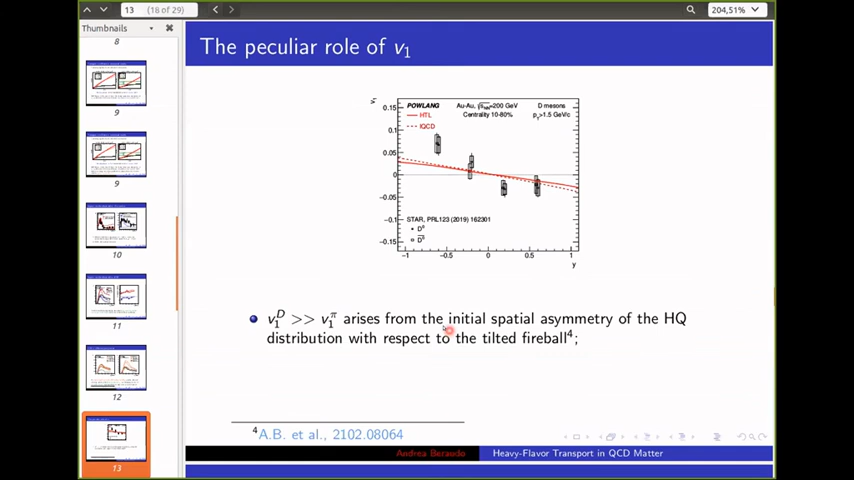 13
(18 of 29)
204,51%
Thumbnails
8
9
9
10
11
12
13
The peculiar role of v₁
v₁
POWLANG
HTL
lQCD
Au-Au, √sNN=200 GeV
Centrality 10-80%
D mesons
pT>1.5 GeV/c
0.15
0.1
0.05
0
−0.05
−0.1
−0.15
STAR, PRL123 (2019) 162301
−1
−0.5
0
0.5
1
y
v₁ᴰ >> v₁^π arises from the initial spatial asymmetry of the HQ
distribution with respect to the tilted fireball⁴;
⁴A.B. et al., 2102.08064
Andrea Beraudo
Heavy-Flavor Transport in QCD Matter